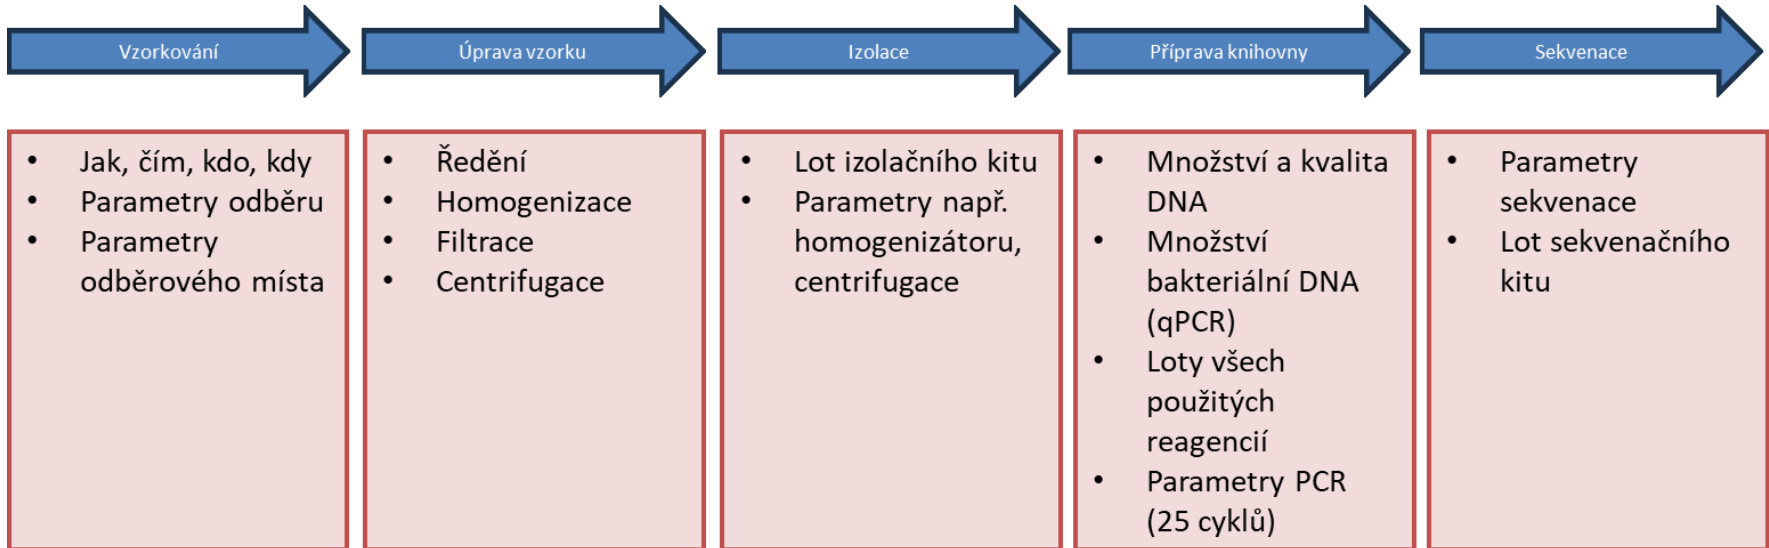 Vzorkování
Úprava vzorku
Izolace
Příprava knihovny
Sekvenace
• Jak, čím, kdo, kdy
• Parametry odběru
• Parametry
odběrového místa
• Ředění
• Homogenizace
• Filtrace
• Centrifugace
• Lot izolačního kitu
• Parametry např.
homogenizátoru,
centrifugace
• Množství a kvalita
DNA
• Množství
bakteriální DNA
(qPCR)
• Loty všech
použitých
reagencií
• Parametry PCR
(25 cyklů)
• Parametry
sekvenace
• Lot sekvenačního
kitu